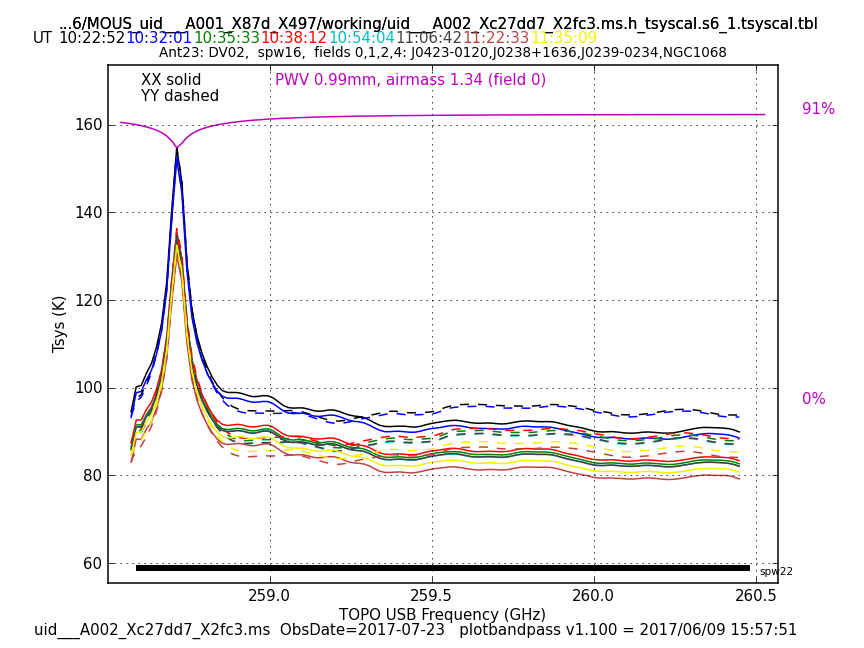 ...6/MOUS_uid___A001_X87d_X497/working/uid___A002_Xc27dd7_X2fc3.ms.h_tsyscal.s6_1.tsyscal.tbl
UT 10:22:52 10:32:01 10:35:33 10:38:12 10:54:04 11:06:42 11:22:33 11:35:09
Ant23: DV02, spw16, fields 0,1,2,4: J0423-0120,J0238+1636,J0239-0234,NGC1068
XX solid
PWV 0.99mm, airmass 1.34 (field 0)
YY dashed
91%
160
140
120
100
0%
80
60
Tsys (K)
spw22
259.0 259.5 260.0 260.5
TOPO USB Frequency (GHz)
uid___A002_Xc27dd7_X2fc3.ms ObsDate=2017-07-23 plotbandpass v1.100 = 2017/06/09 15:57:51